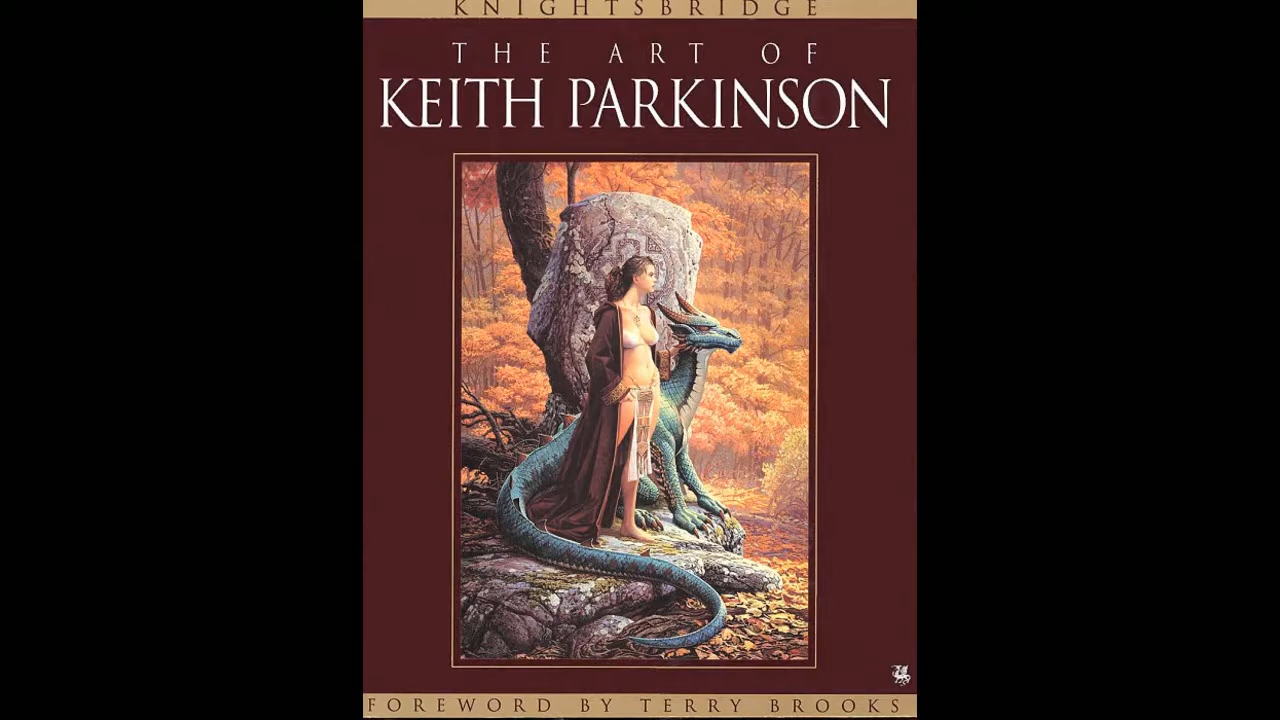 KNIGHTSBRIDGE
THE ART OF
KEITH PARKINSON
FOREWORD BY TERRY BROOKS